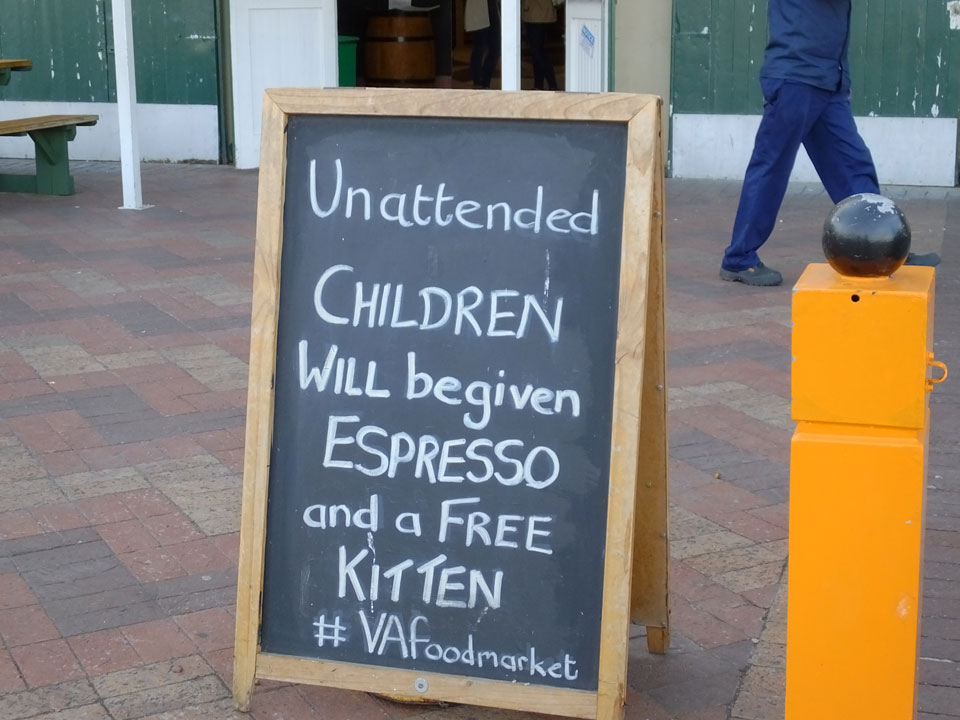 Unattended
CHILDREN
WILL begiven
ESPRESSO
and a FREE
KiTTEN
# VAfoodmarket